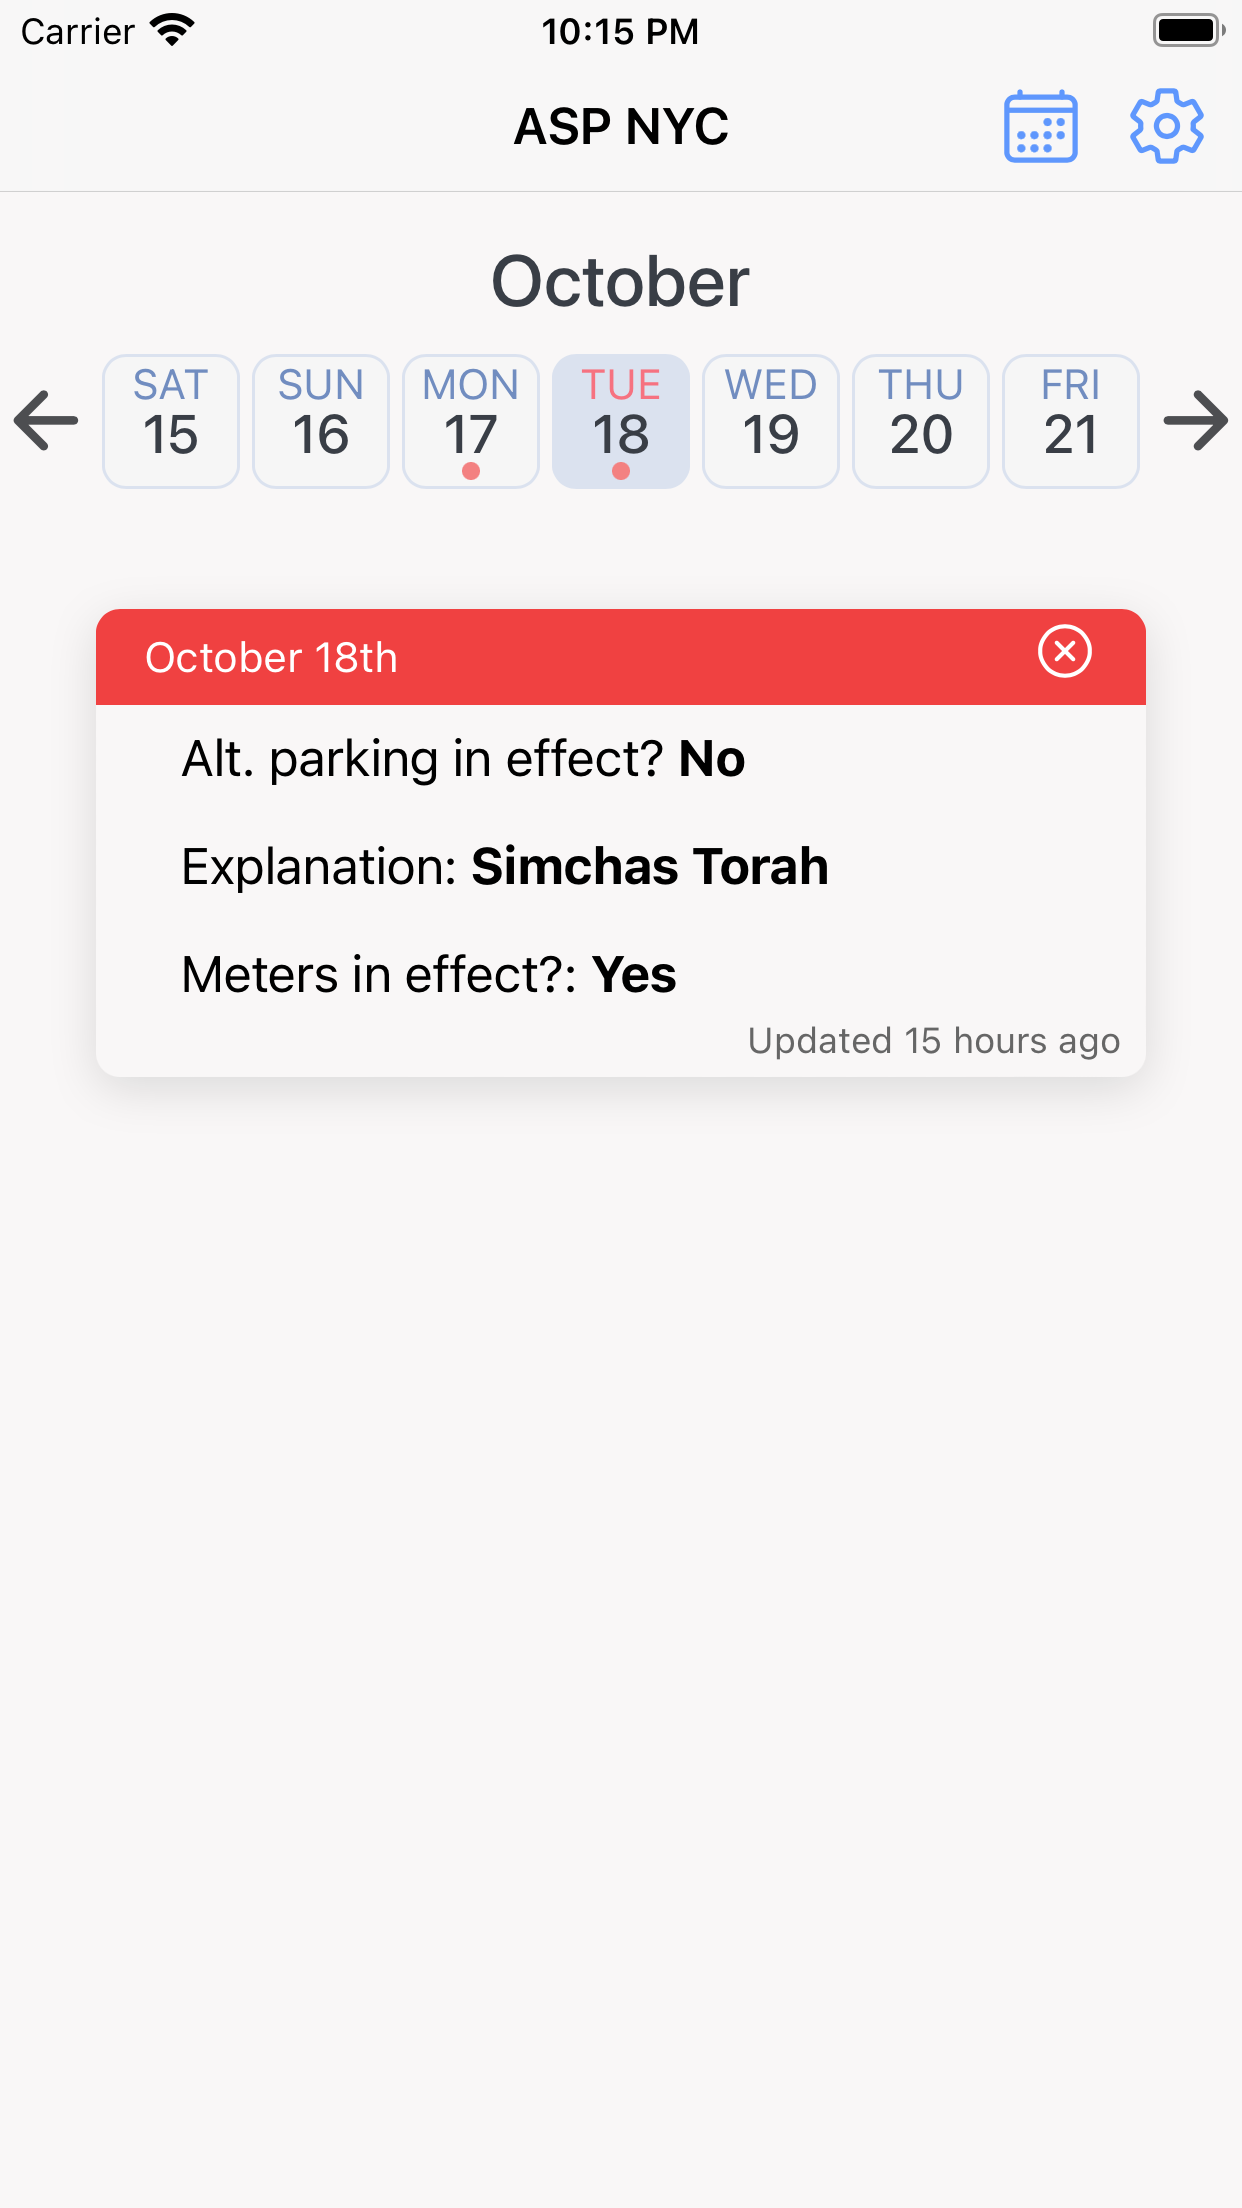 Carrier 10:15 PM
ASP NYC
October
SAT SUN MON TUE WED THU FRI
15 16 17 18 19 20 21
October 18th
Alt. parking in effect? No
Explanation: Simchas Torah
Meters in effect?: Yes
Updated 15 hours ago